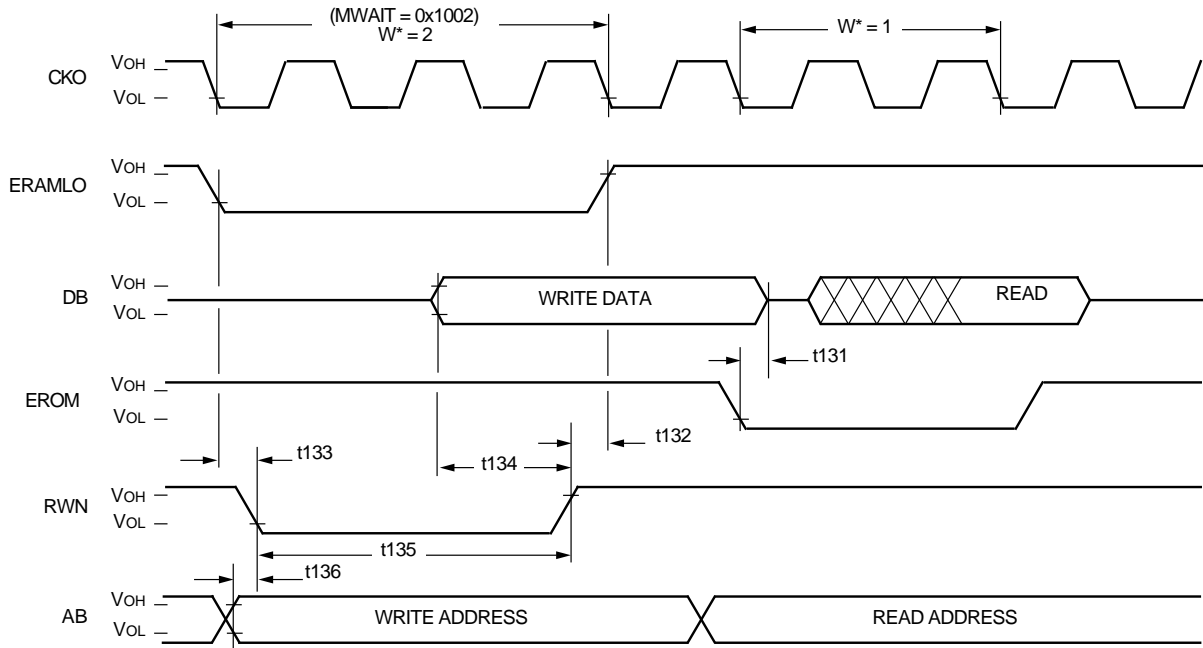 (MWAIT = 0x1002)
W* = 2
W* = 1
CKO
VOH
VOL
ERAMLO
VOH
VOL
DB
VOH
VOL
WRITE DATA
READ
t131
EROM
VOH
VOL
t132
t133
t134
RWN
VOH
VOL
t135
t136
AB
VOH
VOL
WRITE ADDRESS
READ ADDRESS